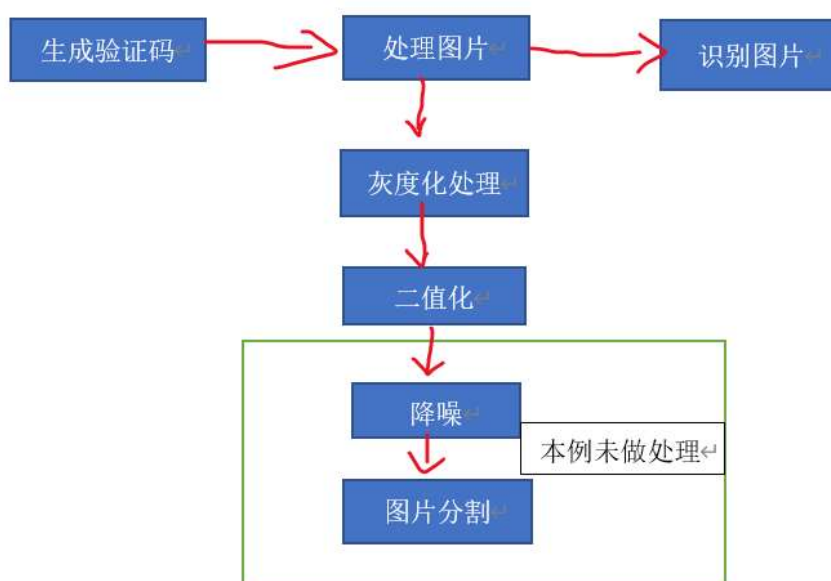 生成验证码
处理图片
识别图片
灰度化处理
二值化
降噪
本例未做处理
图片分割